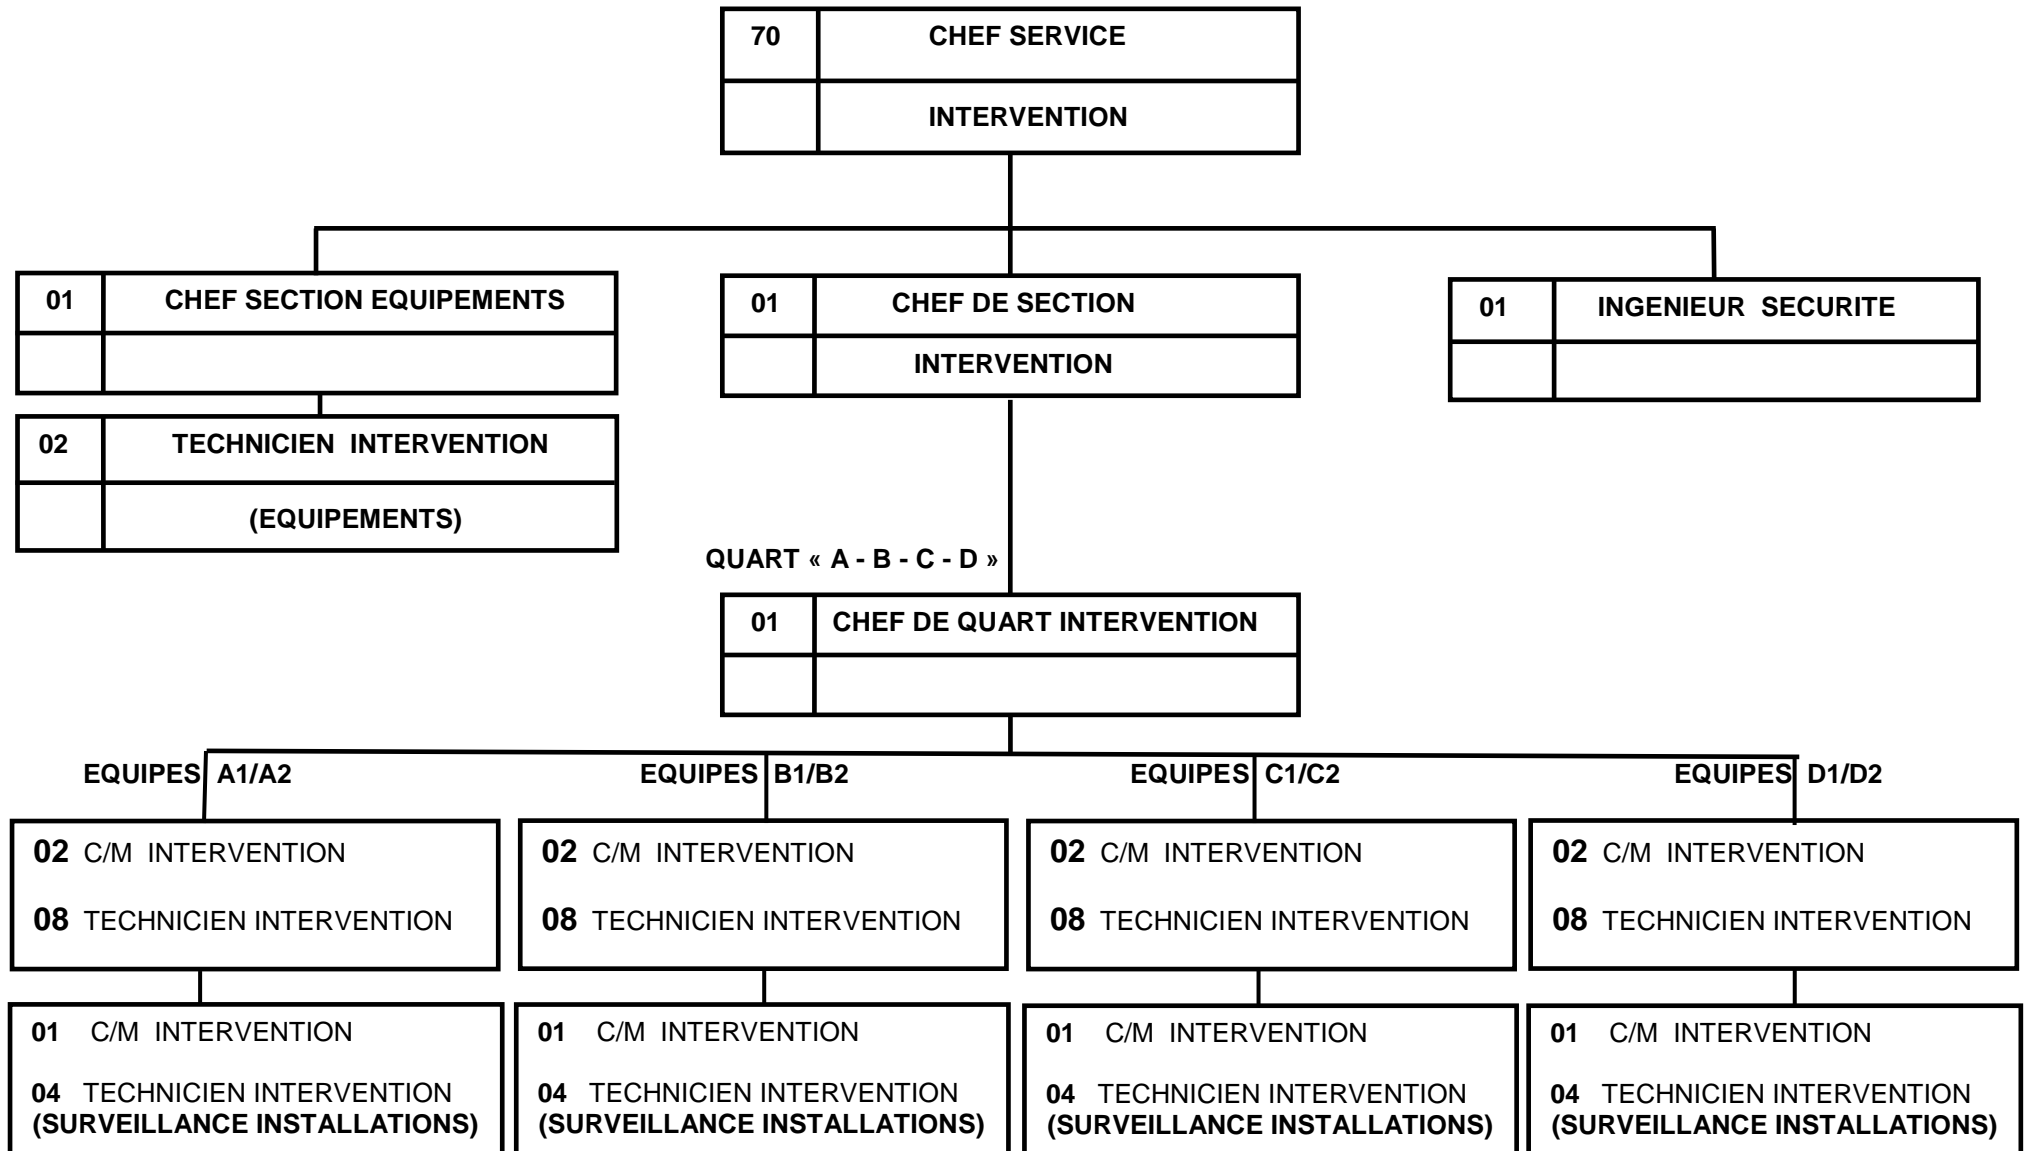 70 CHEF SERVICE
INTERVENTION
01 CHEF SECTION EQUIPEMENTS
02 TECHNICIEN INTERVENTION
(EQUIPEMENTS)
01 CHEF DE SECTION
INTERVENTION
01 INGENIEUR SECURITE
QUART « A - B - C - D »
01 CHEF DE QUART INTERVENTION
EQUIPES A1/A2
02 C/M INTERVENTION
08 TECHNICIEN INTERVENTION
01 C/M INTERVENTION
04 TECHNICIEN INTERVENTION
(SURVEILLANCE INSTALLATIONS)
EQUIPES B1/B2
02 C/M INTERVENTION
08 TECHNICIEN INTERVENTION
01 C/M INTERVENTION
04 TECHNICIEN INTERVENTION
(SURVEILLANCE INSTALLATIONS)
EQUIPES C1/C2
02 C/M INTERVENTION
08 TECHNICIEN INTERVENTION
01 C/M INTERVENTION
04 TECHNICIEN INTERVENTION
(SURVEILLANCE INSTALLATIONS)
EQUIPES D1/D2
02 C/M INTERVENTION
08 TECHNICIEN INTERVENTION
01 C/M INTERVENTION
04 TECHNICIEN INTERVENTION
(SURVEILLANCE INSTALLATIONS)